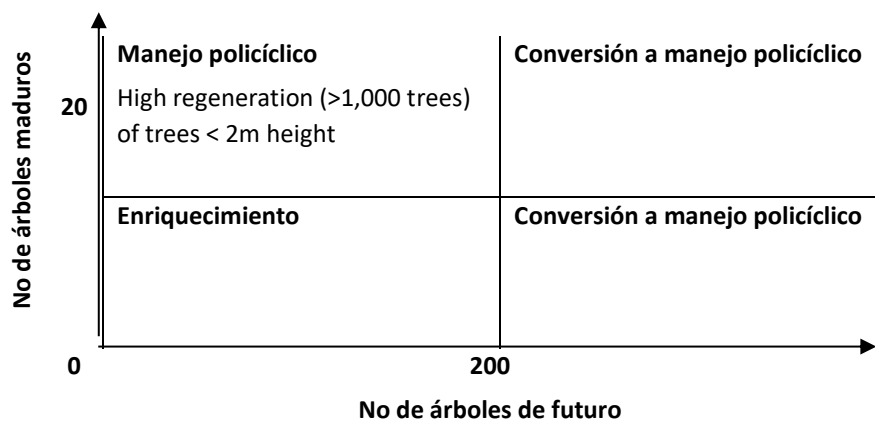 No de árboles maduros
20
Manejo policíclico
High regeneration (>1,000 trees)
of trees < 2m height
Conversión a manejo policíclico
Enriquecimiento
Conversión a manejo policíclico
0
200
No de árboles de futuro